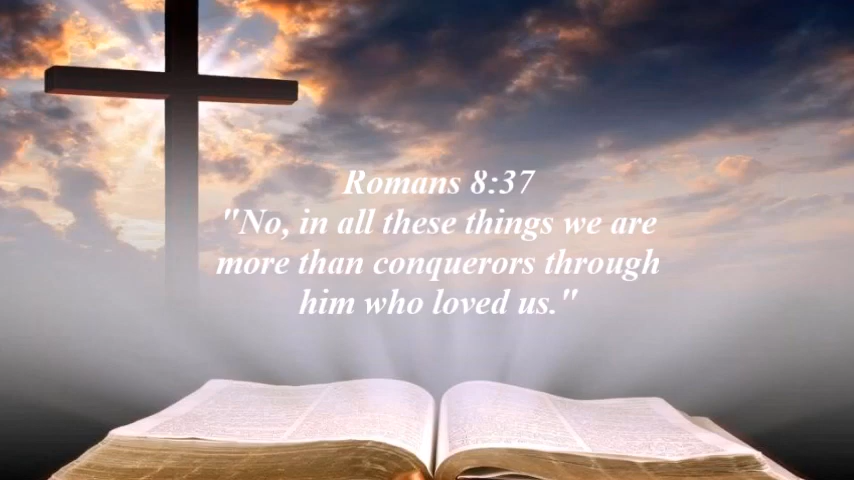 Romans 8:37
"No, in all these things we are
more than conquerors through
him who loved us."